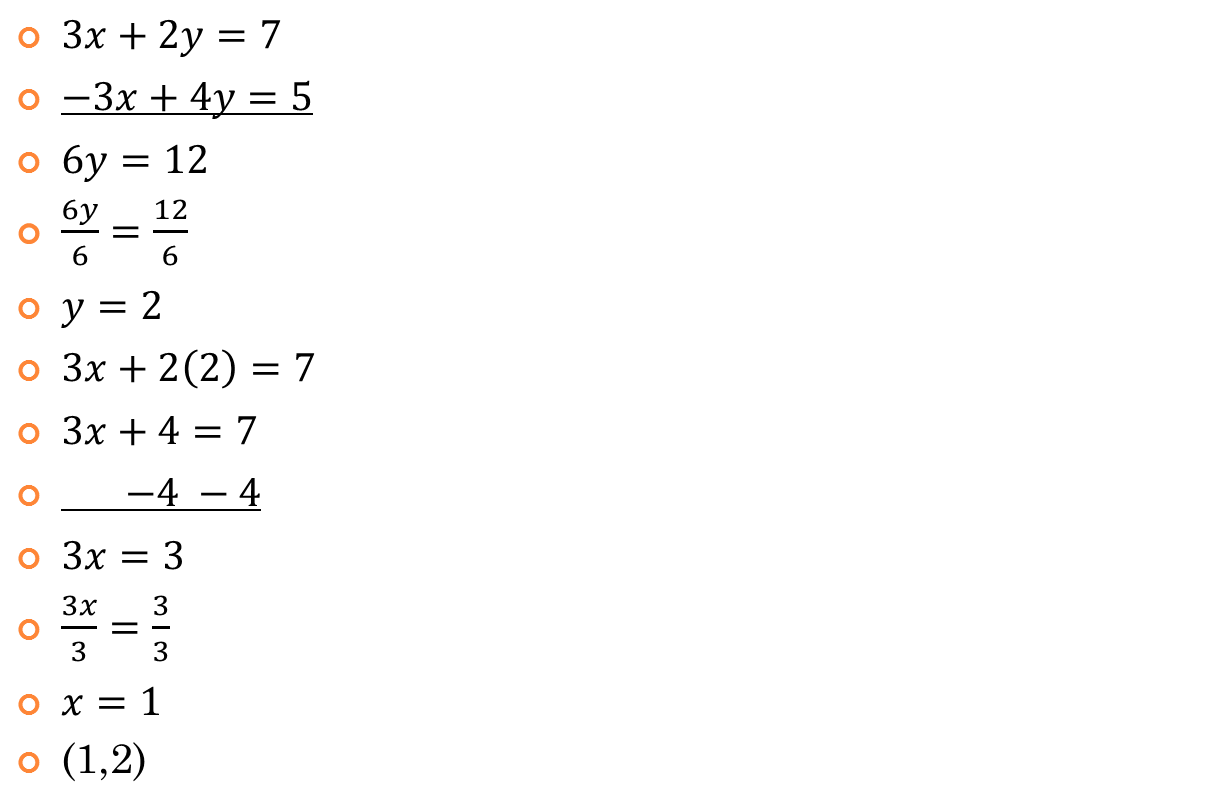 3x + 2y = 7
−3x + 4y = 5
6y = 12
6y/6 = 12/6
y = 2
3x + 2(2) = 7
3x + 4 = 7
−4 − 4
3x = 3
3x/3 = 3/3
x = 1
(1,2)